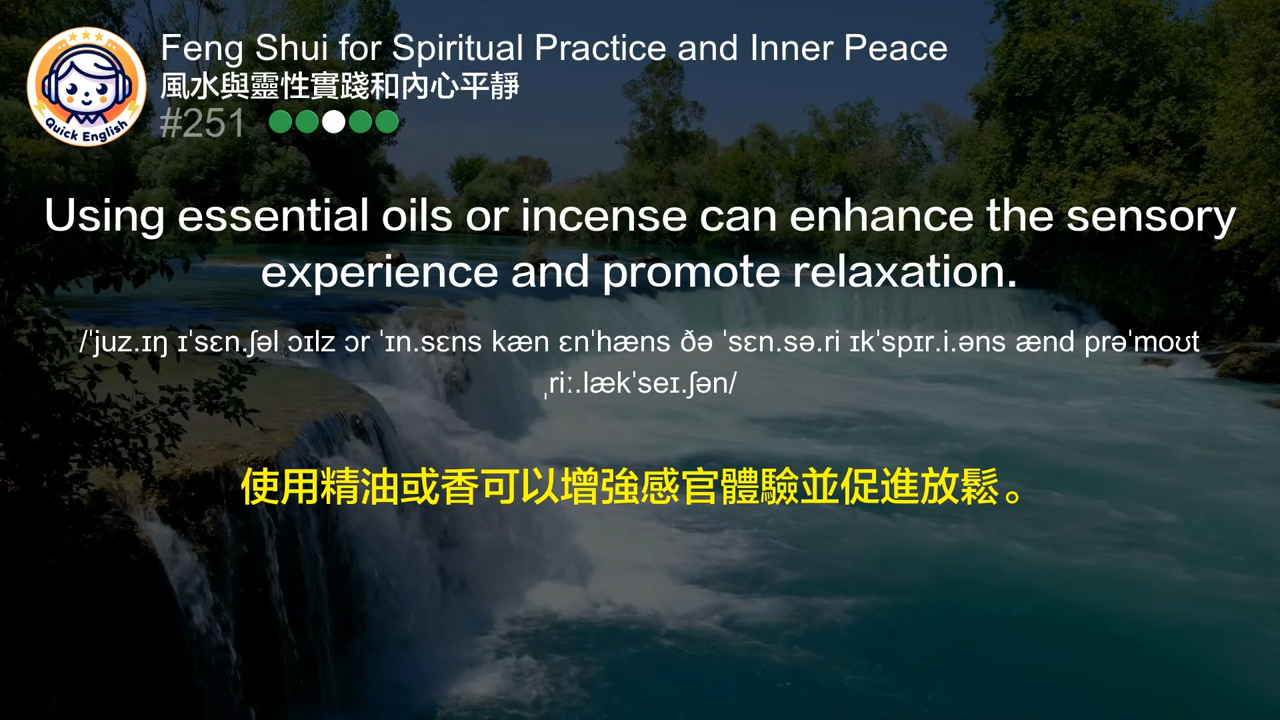 Feng Shui for Spiritual Practice and Inner Peace
風水與靈性實踐和內心平靜
#251
Quick English
Using essential oils or incense can enhance the sensory
experience and promote relaxation.
/ˈjuz.ɪŋ ɪˈsɛn.ʃəl ɔɪlz ɔr ˈɪn.sɛns kæn ɛnˈhæns ðə ˈsɛn.sə.ri ɪkˈspɪr.i.əns ænd prəˈmoʊt
ˌriː.lækˈseɪ.ʃən/
使用精油或香可以增強感官體驗並促進放鬆。